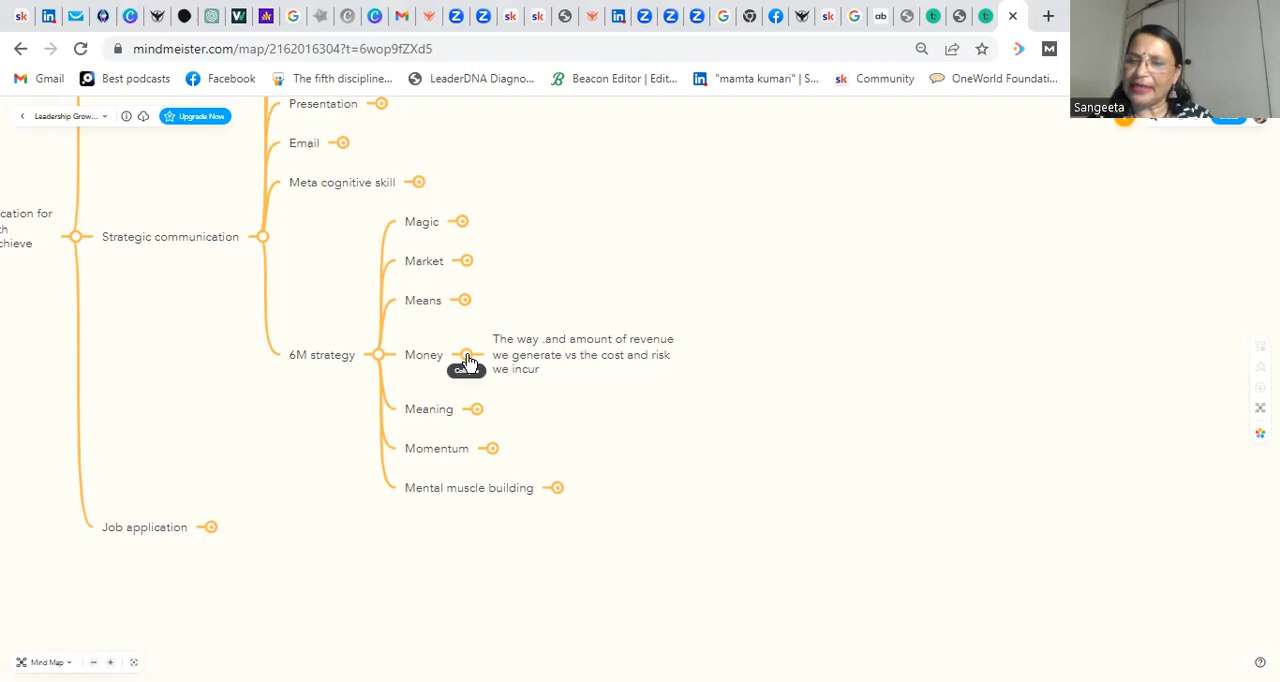 mindmeister.com/map/2162016304?t=6wop9fZXd5
Gmail
Best podcasts
Facebook
The fifth discipline...
LeaderDNA Diagno...
Beacon Editor | Edit...
"mamta kumari" | S...
Community
OneWorld Foundati...
Sangeeta
Leadership Grow...
Upgrade Now
Presentation
Email
Meta cognitive skill
cation for
th
chieve
Strategic communication
Magic
Market
Means
6M strategy
Money
The way .and amount of revenue
we generate vs the cost and risk
we incur
Meaning
Momentum
Mental muscle building
Job application
Mind Map